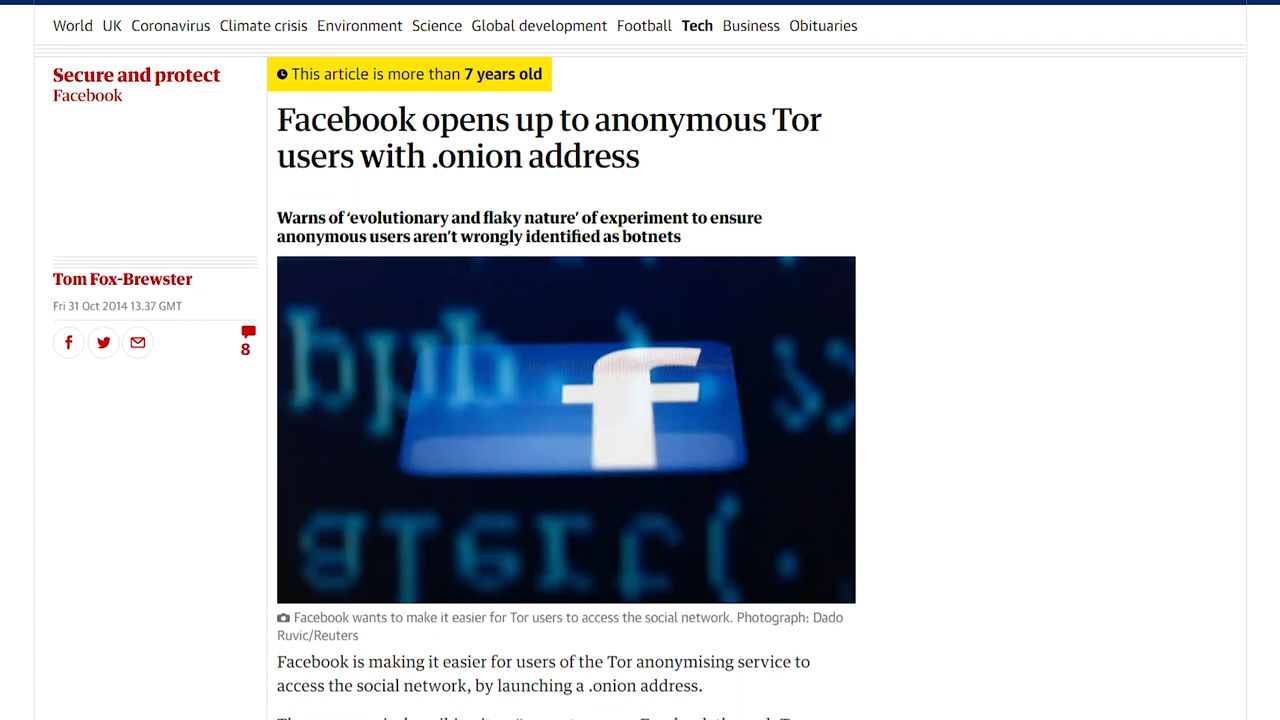 World UK Coronavirus Climate crisis Environment Science Global development Football Tech Business Obituaries
Secure and protect
Facebook
This article is more than 7 years old
Facebook opens up to anonymous Tor
users with .onion address
Warns of ‘evolutionary and flaky nature’ of experiment to ensure
anonymous users aren’t wrongly identified as botnets
Tom Fox-Brewster
Fri 31 Oct 2014 13.37 GMT
8
f
Facebook wants to make it easier for Tor users to access the social network. Photograph: Dado
Ruvic/Reuters
Facebook is making it easier for users of the Tor anonymising service to
access the social network, by launching a .onion address.